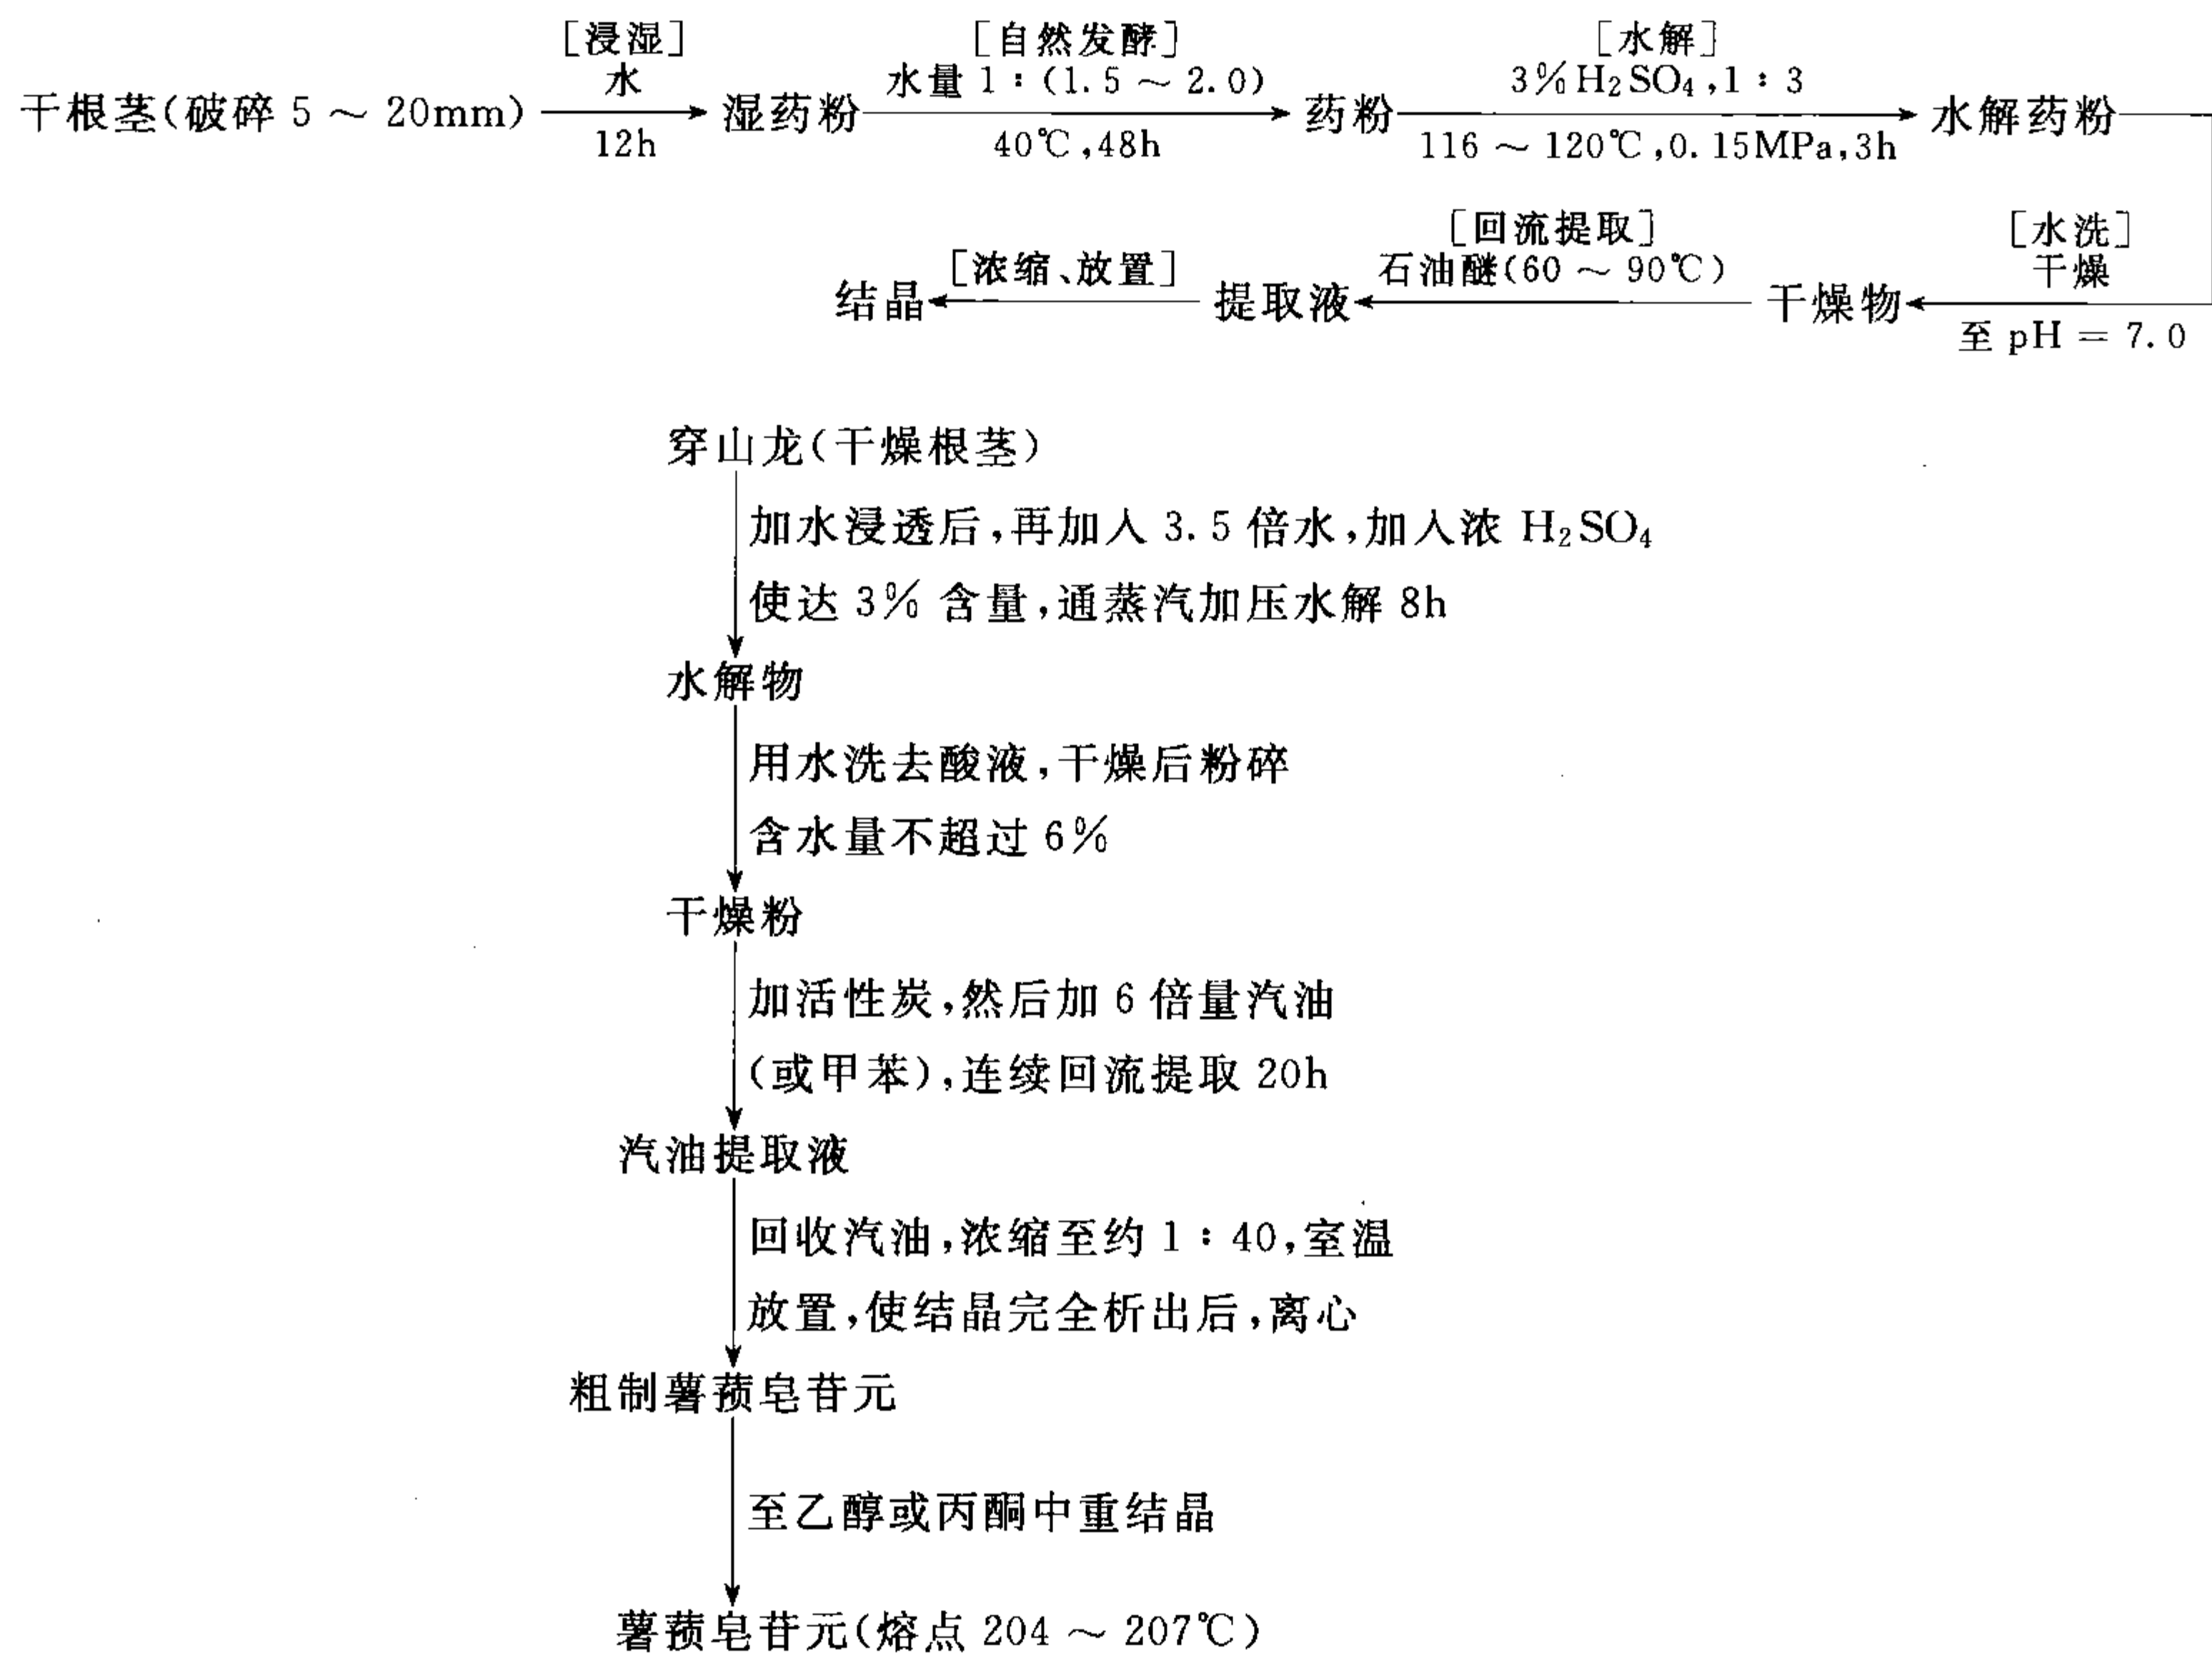 [浸湿]
水
干根茎(破碎 5 ~ 20mm)
12h
湿药粉
[自然发酵]
水量 1:(1.5 ~ 2.0)
40℃,48h
药粉
[水解]
3%H₂SO₄,1:3
116 ~ 120℃,0.15MPa,3h
水解药粉
[水洗]
干燥
至 pH = 7.0
干燥物
[回流提取]
石油醚(60 ~ 90℃)
提取液
[浓缩、放置]
结晶
穿山龙(干燥根茎)
加水浸透后,再加入 3.5 倍水,加入浓 H₂SO₄
使达 3% 含量,通蒸汽加压水解 8h
水解物
用水洗去酸液,干燥后粉碎
含水量不超过 6%
干燥粉
加活性炭,然后加 6 倍量汽油
(或甲苯),连续回流提取 20h
汽油提取液
回收汽油,浓缩至约 1:40,室温
放置,使结晶完全析出后,离心
粗制薯蓣皂苷元
至乙醇或丙酮中重结晶
薯蓣皂苷元(熔点 204 ~ 207℃)